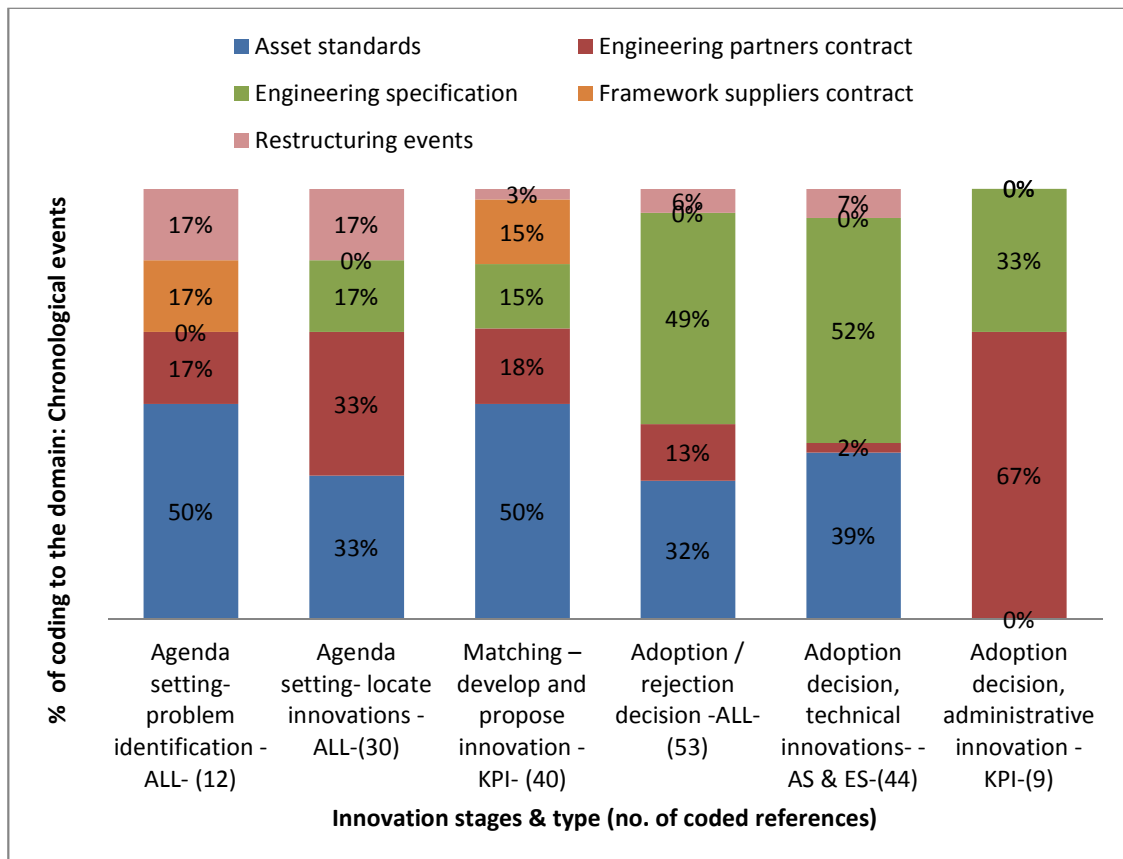 Asset standards
Engineering partners contract
Engineering specification
Framework suppliers contract
Restructuring events
% of coding to the domain: Chronological events
17%
17%
0%
17%
50%
17%
0%
17%
33%
33%
3%
15%
15%
18%
50%
6%
0%
49%
13%
32%
7%
0%
52%
2%
39%
0%
0%
33%
67%
0%
Agenda
setting-
problem
identification -
ALL- (12)
Agenda
setting- locate
innovations -
ALL-(30)
Matching –
develop and
propose
innovation -
KPI- (40)
Adoption /
rejection
decision -ALL-
(53)
Adoption
decision,
technical
innovations- -
AS & ES-(44)
Adoption
decision,
administrative
innovation -
KPI-(9)
Innovation stages & type (no. of coded references)